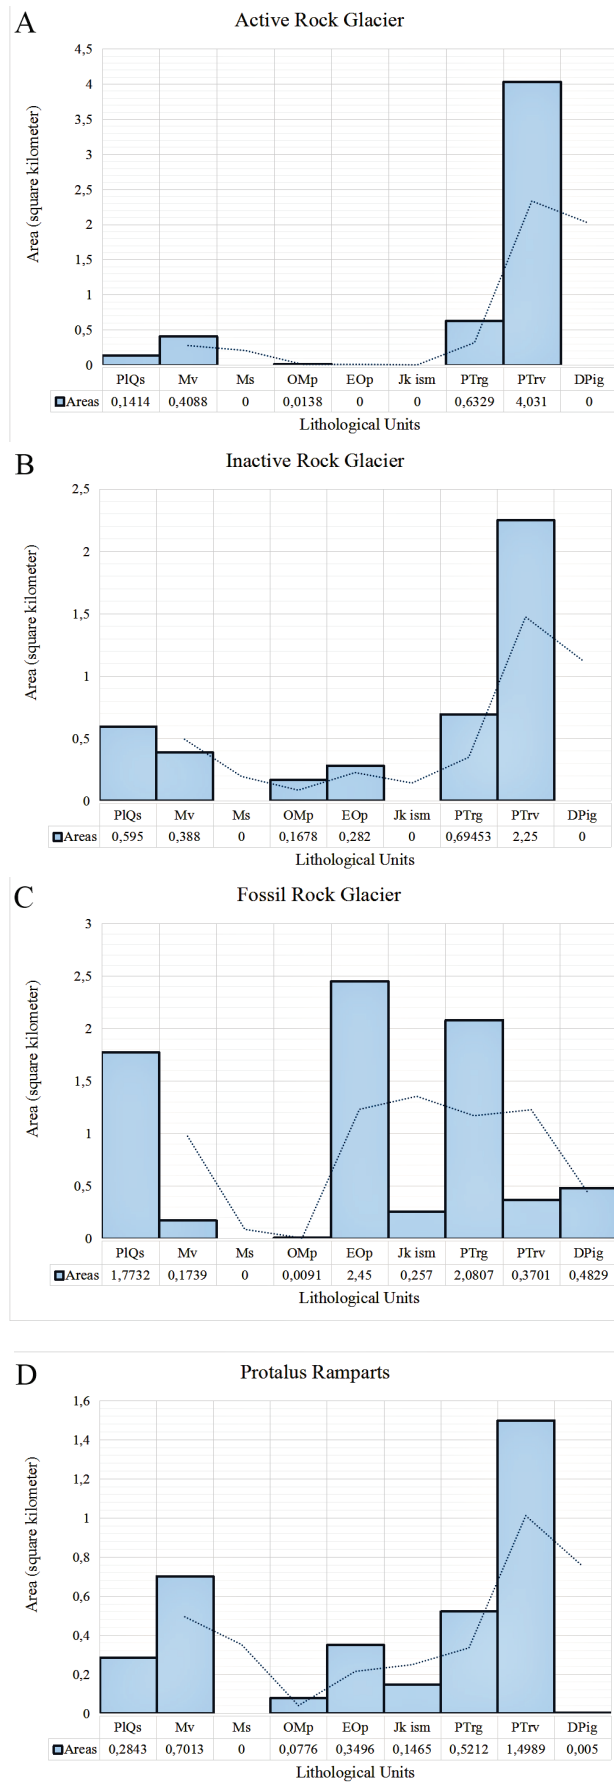 A
Active Rock Glacier
Area (square kilometer)
4,5
4
3,5
3
2,5
2
1,5
1
0,5
0
PlQs Mv Ms OMp EOp Jk ism PTrg PTrv DPig
Areas 0,1414 0,4088 0 0,0138 0 0 0,6329 4,031 0
Lithological Units
B
Inactive Rock Glacier
Area (square kilometer)
2,5
2
1,5
1
0,5
0
PlQs Mv Ms OMp EOp Jk ism PTrg PTrv DPig
Areas 0,595 0,388 0 0,1678 0,282 0 0,69453 2,25 0
Lithological Units
C
Fossil Rock Glacier
Area (square kilometer)
3
2,5
2
1,5
1
0,5
0
PlQs Mv Ms OMp EOp Jk ism PTrg PTrv DPig
Areas 1,7732 0,1739 0 0,0091 2,45 0,257 2,0807 0,3701 0,4829
Lithological Units
D
Protalus Ramparts
Area (square kilometer)
1,6
1,4
1,2
1
0,8
0,6
0,4
0,2
0
PlQs Mv Ms OMp EOp Jk ism PTrg PTrv DPig
Areas 0,2843 0,7013 0 0,0776 0,3496 0,1465 0,5212 1,4989 0,005
Lithological Units